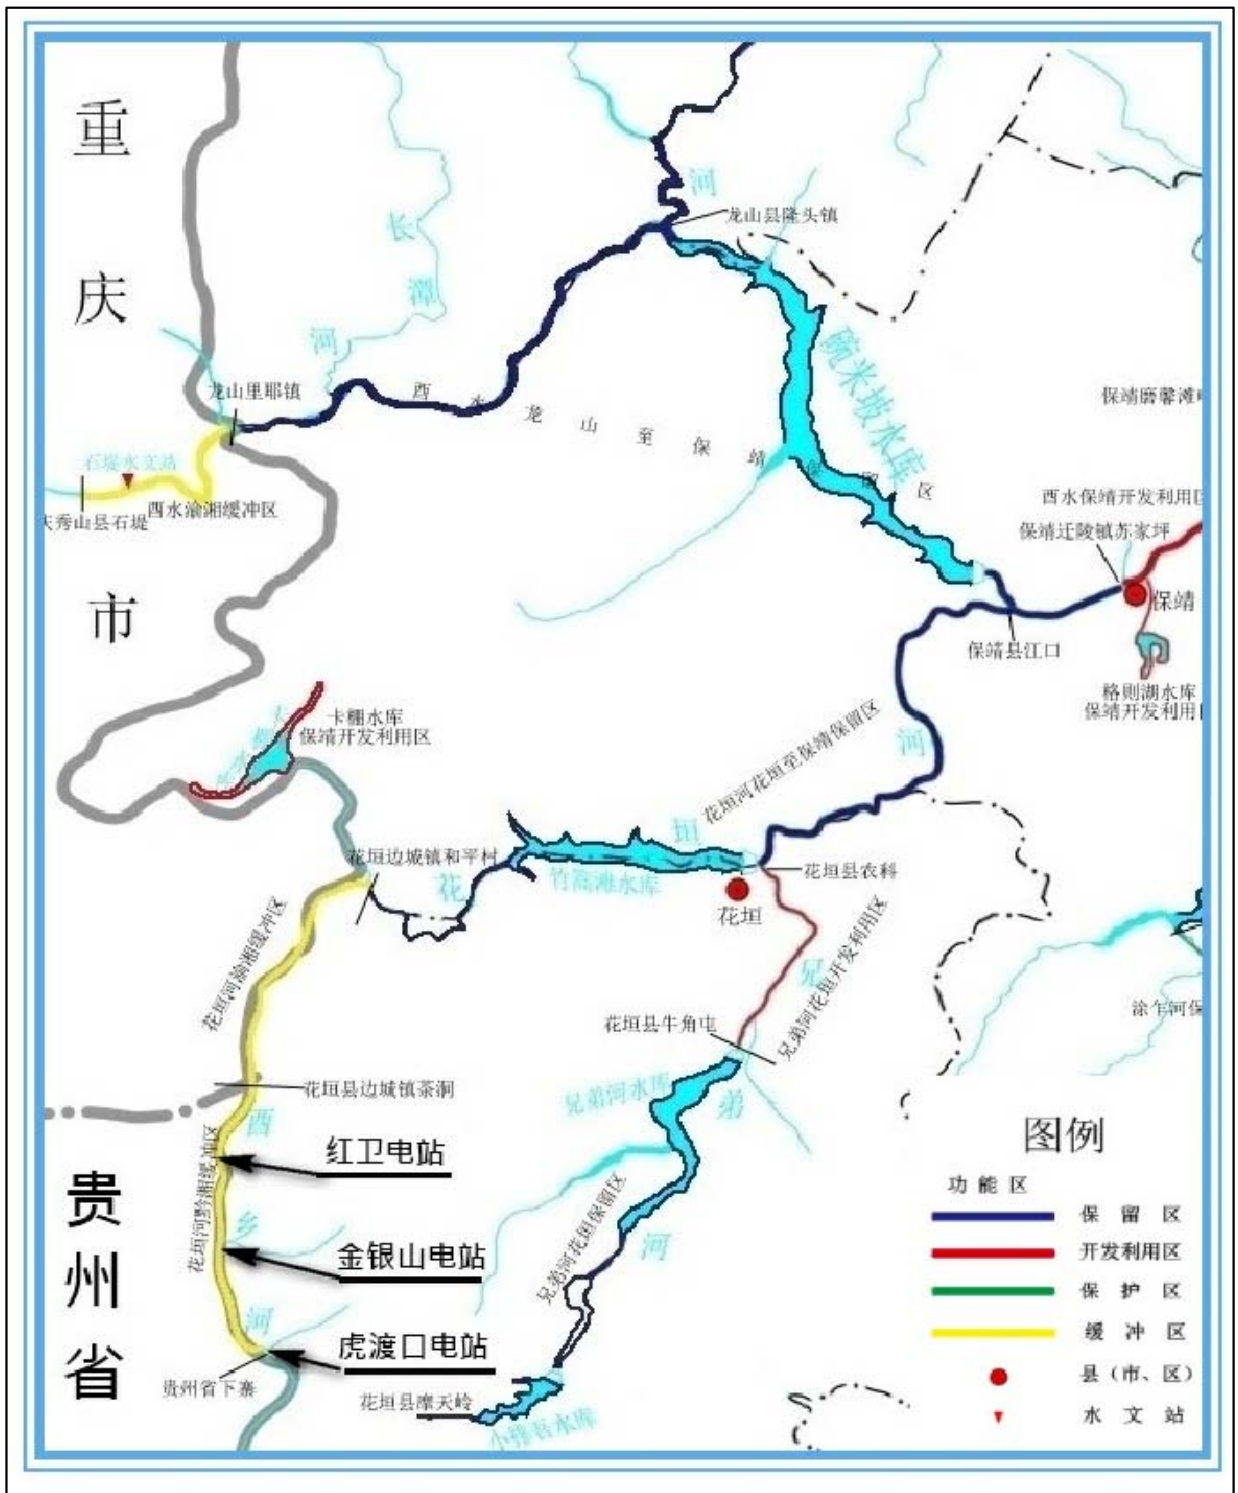 重
庆
市
河
龙山县隆头镇
长
潭
河
碗米坡水库
龙山里耶镇
酉水龙山至保靖保留区
石堤水文站
酉水渝湘缓冲区
秀山县石堤
保靖磨馨滩
酉水保靖开发利用区
保靖迁陵镇苏家坪
保靖
保靖县江口
格则湖水库
保靖开发利用
卡棚水库
保靖开发利用区
花垣河花垣至保靖保留区
河
垣
花
花垣边城镇和平村
竹篙滩水库
花垣县农科
花垣
花垣河渝湘缓冲区
兄弟河花垣开发利用区
兄
花垣县牛角屯
涂乍河保
兄弟河水库
弟
花垣县边城镇茶洞
酉
红卫电站
花垣河黔湘缓冲区
乡
金银山电站
兄弟河花垣保留区
河
河
虎渡口电站
贵州省下寨
花垣县摩天岭
贵
州
省
图例
功能区
保留区
开发利用区
保护区
缓冲区
县（市、区）
水文站